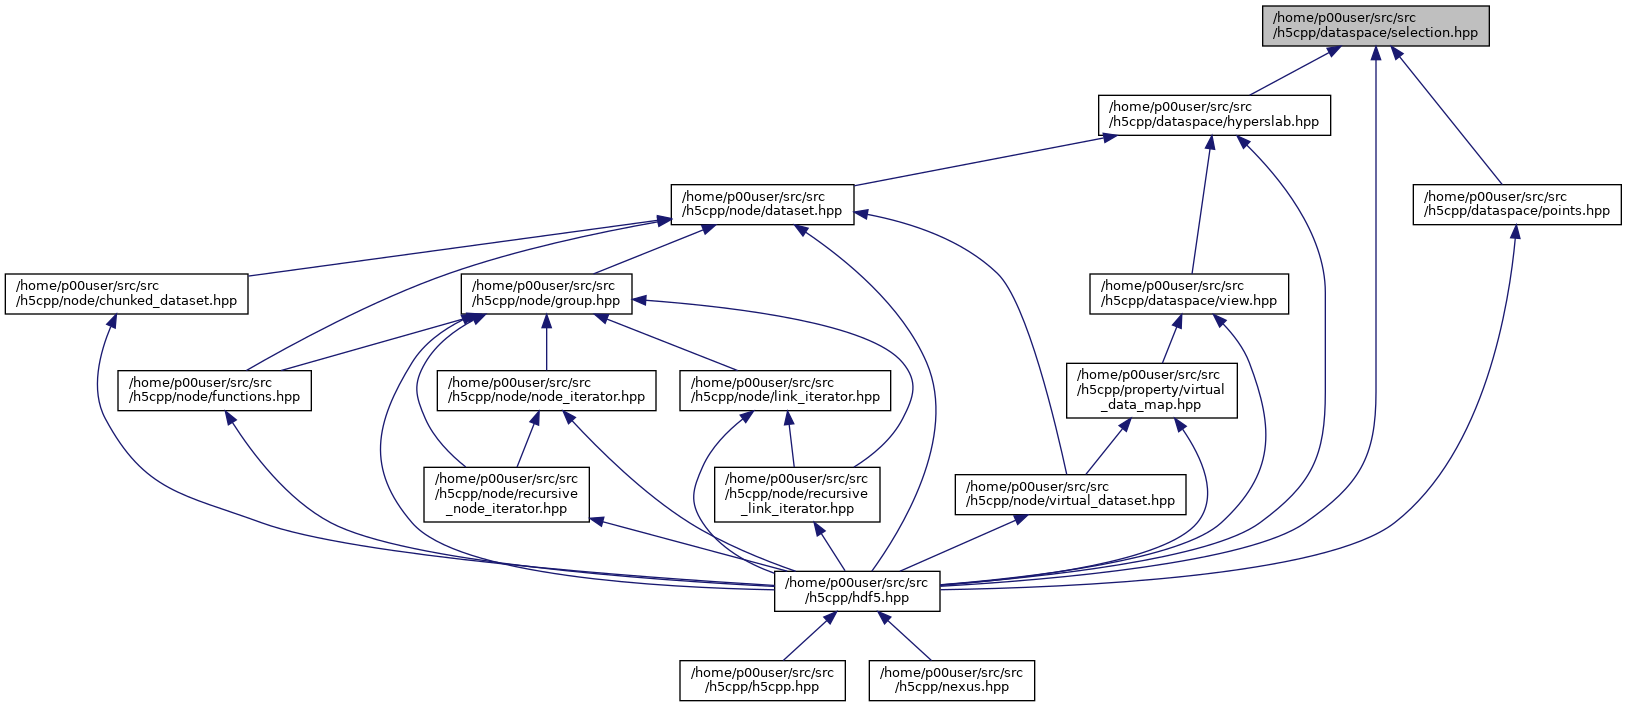 /home/p00user/src/src
/h5cpp/dataspace/selection.hpp
/home/p00user/src/src
/h5cpp/dataspace/hyperslab.hpp
/home/p00user/src/src
/h5cpp/node/dataset.hpp
/home/p00user/src/src
/h5cpp/dataspace/points.hpp
/home/p00user/src/src
/h5cpp/node/chunked_dataset.hpp
/home/p00user/src/src
/h5cpp/node/group.hpp
/home/p00user/src/src
/h5cpp/dataspace/view.hpp
/home/p00user/src/src
/h5cpp/node/functions.hpp
/home/p00user/src/src
/h5cpp/node/node_iterator.hpp
/home/p00user/src/src
/h5cpp/node/link_iterator.hpp
/home/p00user/src/src
/h5cpp/property/virtual
_data_map.hpp
/home/p00user/src/src
/h5cpp/node/recursive
_node_iterator.hpp
/home/p00user/src/src
/h5cpp/node/recursive
_link_iterator.hpp
/home/p00user/src/src
/h5cpp/node/virtual_dataset.hpp
/home/p00user/src/src
/h5cpp/hdf5.hpp
/home/p00user/src/src
/h5cpp/h5cpp.hpp
/home/p00user/src/src
/h5cpp/nexus.hpp